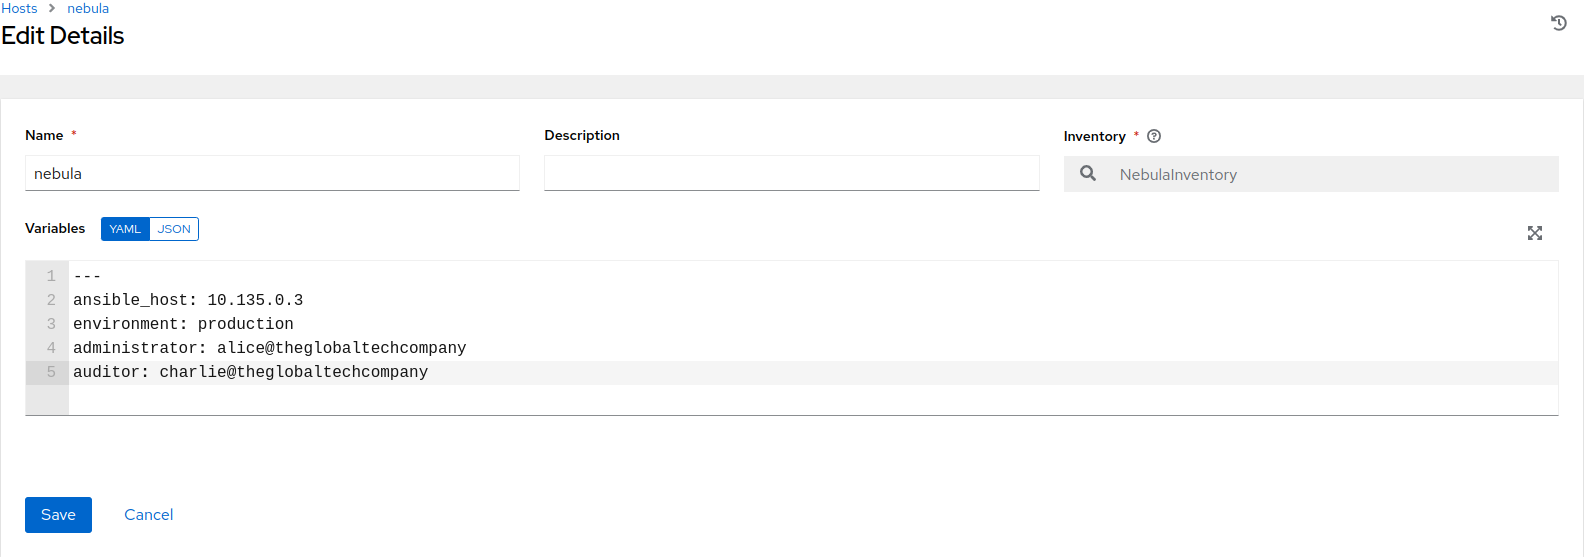 Hosts > nebula
Edit Details
Name * Description Inventory *
nebula NebulaInventory
Variables YAML JSON
1 ---
2 ansible_host: 10.135.0.3
3 environment: production
4 administrator: alice@theglobaltechcompany
5 auditor: charlie@theglobaltechcompany
Save Cancel